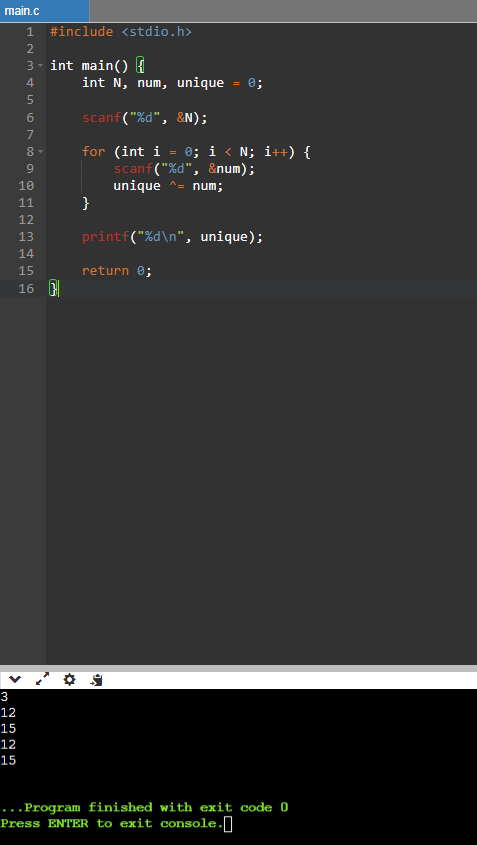 main.c
1 #include <stdio.h>
2
3 int main() {
4     int N, num, unique = 0;
5
6     scanf("%d", &N);
7
8     for (int i = 0; i < N; i++) {
9         scanf("%d", &num);
10         unique ^= num;
11     }
12
13     printf("%d\n", unique);
14
15     return 0;
16 }
3
12
15
12
15
...Program finished with exit code 0
Press ENTER to exit console.